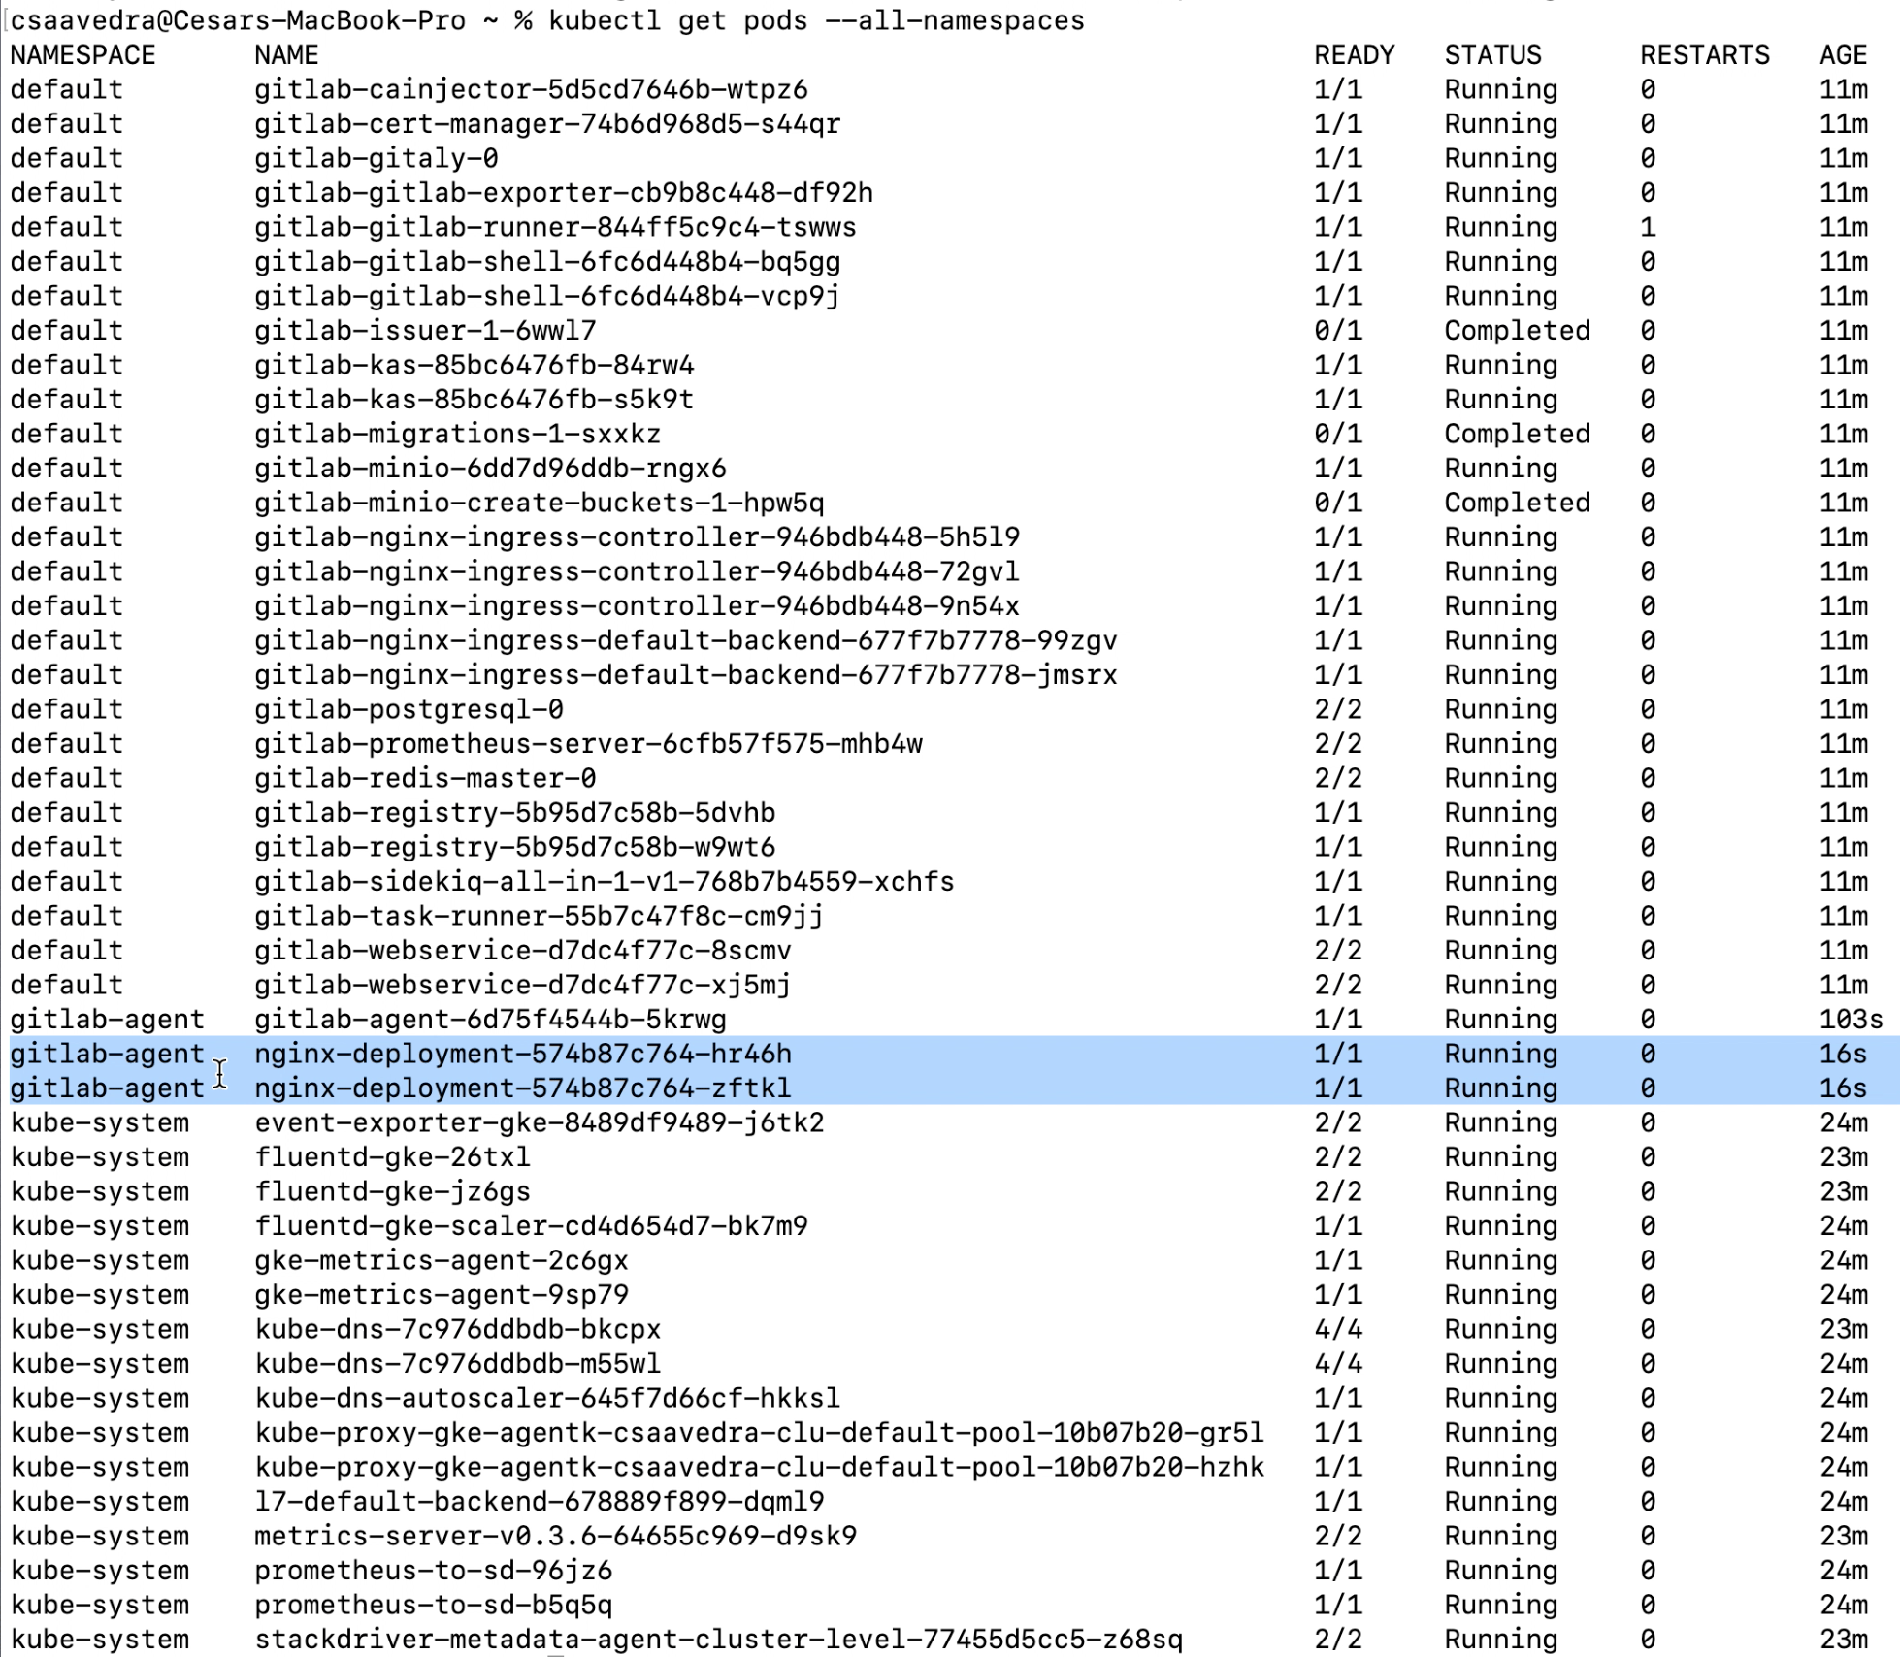 csaavedra@Cesars-MacBook-Pro ~ % kubectl get pods --all-namespaces
NAMESPACE NAME READY STATUS RESTARTS AGE
default gitlab-cainjector-5d5cd7646b-wtpz6 1/1 Running 0 11m
default gitlab-cert-manager-74b6d968d5-s44qr 1/1 Running 0 11m
default gitlab-gitaly-0 1/1 Running 0 11m
default gitlab-gitlab-exporter-cb9b8c448-df92h 1/1 Running 0 11m
default gitlab-gitlab-runner-844ff5c9c4-tswws 1/1 Running 1 11m
default gitlab-gitlab-shell-6fc6d448b4-bq5gg 1/1 Running 0 11m
default gitlab-gitlab-shell-6fc6d448b4-vcp9j 1/1 Running 0 11m
default gitlab-issuer-1-6wwl7 0/1 Completed 0 11m
default gitlab-kas-85bc6476fb-84rw4 1/1 Running 0 11m
default gitlab-kas-85bc6476fb-s5k9t 1/1 Running 0 11m
default gitlab-migrations-1-sxxkz 0/1 Completed 0 11m
default gitlab-minio-6dd7d96ddb-rngx6 1/1 Running 0 11m
default gitlab-minio-create-buckets-1-hpw5q 0/1 Completed 0 11m
default gitlab-nginx-ingress-controller-946bdb448-5h5l9 1/1 Running 0 11m
default gitlab-nginx-ingress-controller-946bdb448-72gvl 1/1 Running 0 11m
default gitlab-nginx-ingress-controller-946bdb448-9n54x 1/1 Running 0 11m
default gitlab-nginx-ingress-default-backend-677f7b7778-99zgv 1/1 Running 0 11m
default gitlab-nginx-ingress-default-backend-677f7b7778-jmsrx 1/1 Running 0 11m
default gitlab-postgresql-0 2/2 Running 0 11m
default gitlab-prometheus-server-6cfb57f575-mhb4w 2/2 Running 0 11m
default gitlab-redis-master-0 2/2 Running 0 11m
default gitlab-registry-5b95d7c58b-5dvhb 1/1 Running 0 11m
default gitlab-registry-5b95d7c58b-w9wt6 1/1 Running 0 11m
default gitlab-sidekiq-all-in-1-v1-768b7b4559-xchfs 1/1 Running 0 11m
default gitlab-task-runner-55b7c47f8c-cm9jj 1/1 Running 0 11m
default gitlab-webservice-d7dc4f77c-8scmv 2/2 Running 0 11m
default gitlab-webservice-d7dc4f77c-xj5mj 2/2 Running 0 11m
gitlab-agent gitlab-agent-6d75f4544b-5krwg 1/1 Running 0 103s
gitlab-agent nginx-deployment-574b87c764-hr46h 1/1 Running 0 16s
gitlab-agent nginx-deployment-574b87c764-zftkl 1/1 Running 0 16s
kube-system event-exporter-gke-8489df9489-j6tk2 2/2 Running 0 24m
kube-system fluentd-gke-26txl 2/2 Running 0 23m
kube-system fluentd-gke-jz6gs 2/2 Running 0 23m
kube-system fluentd-gke-scaler-cd4d654d7-bk7m9 1/1 Running 0 24m
kube-system gke-metrics-agent-2c6gx 1/1 Running 0 24m
kube-system gke-metrics-agent-9sp79 1/1 Running 0 24m
kube-system kube-dns-7c976ddbdb-bkcpx 4/4 Running 0 23m
kube-system kube-dns-7c976ddbdb-m55wl 4/4 Running 0 24m
kube-system kube-dns-autoscaler-645f7d66cf-hkksl 1/1 Running 0 24m
kube-system kube-proxy-gke-agentk-csaavedra-clu-default-pool-10b07b20-gr5l 1/1 Running 0 24m
kube-system kube-proxy-gke-agentk-csaavedra-clu-default-pool-10b07b20-hzhk 1/1 Running 0 24m
kube-system l7-default-backend-678889f899-dqml9 1/1 Running 0 24m
kube-system metrics-server-v0.3.6-64655c969-d9sk9 2/2 Running 0 23m
kube-system prometheus-to-sd-96jz6 1/1 Running 0 24m
kube-system prometheus-to-sd-b5q5q 1/1 Running 0 24m
kube-system stackdriver-metadata-agent-cluster-level-77455d5cc5-z68sq 2/2 Running 0 23m